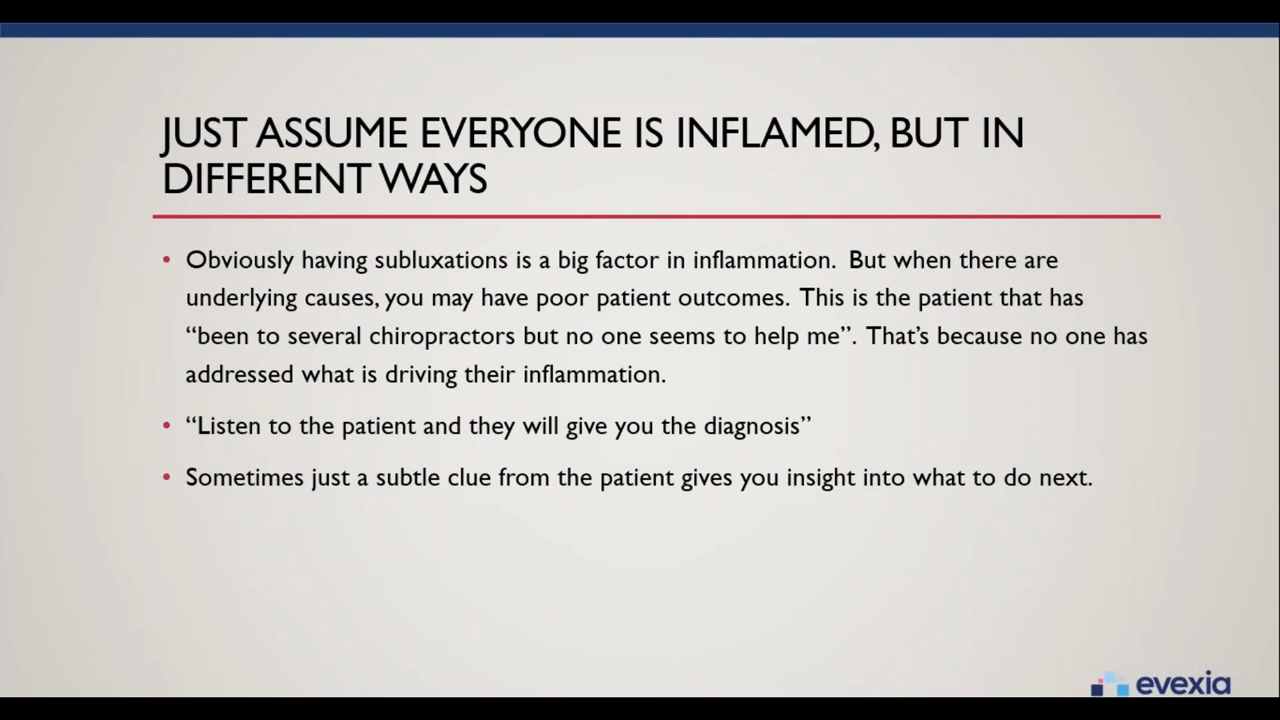 JUST ASSUME EVERYONE IS INFLAMED, BUT IN
DIFFERENT WAYS
• Obviously having subluxations is a big factor in inflammation.  But when there are
underlying causes, you may have poor patient outcomes.  This is the patient that has
“been to several chiropractors but no one seems to help me”.  That’s because no one has
addressed what is driving their inflammation.
• “Listen to the patient and they will give you the diagnosis”
• Sometimes just a subtle clue from the patient gives you insight into what to do next.
evexia